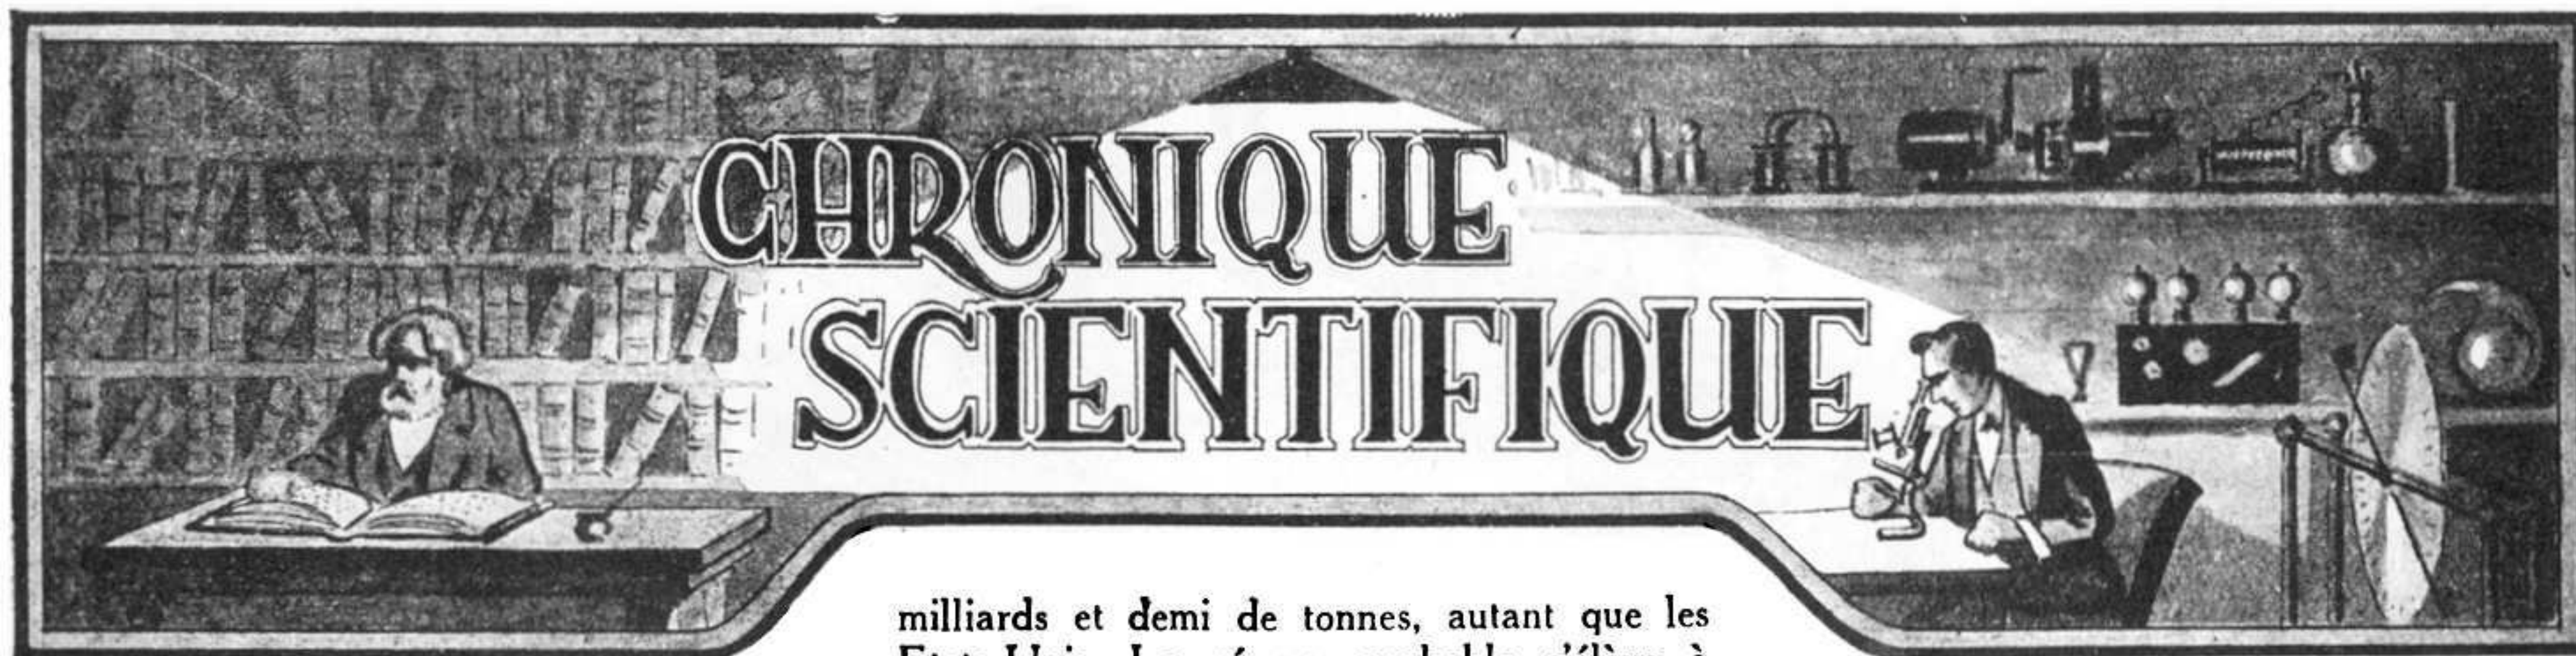 CHRONIQUE
SCIENTIFIQUE
milliards et demi de tonnes, autant que les